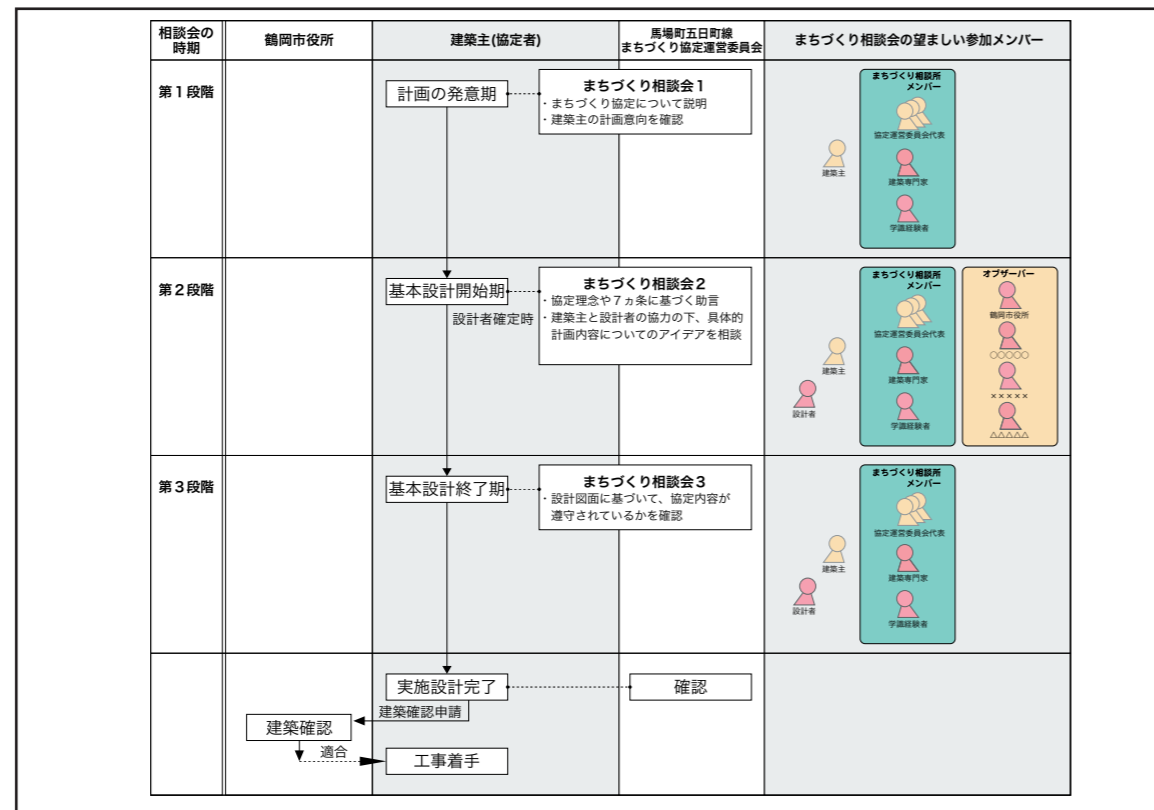 相談会の
時期
鶴岡市役所
建築主(協定者)
馬場町五日町線
まちづくり協定運営委員会
まちづくり相談会の望ましい参加メンバー
第１段階
計画の発意期
まちづくり相談会１
・まちづくり協定について説明
・建築主の計画意向を確認
まちづくり相談所
メンバー
協定運営委員会代表
建築主
建築専門家
学識経験者
第２段階
基本設計開始期
設計者確定時
まちづくり相談会２
・協定理念や７ヵ条に基づく助言
・建築主と設計者の協力の下、具体的
計画内容についてのアイデアを相談
まちづくり相談所
メンバー
協定運営委員会代表
建築主
建築専門家
設計者
学識経験者
オブザーバー
鶴岡市役所
○○○○○
×××××
△△△△△
第３段階
基本設計終了期
まちづくり相談会３
・設計図面に基づいて、協定内容が
遵守されているかを確認
まちづくり相談所
メンバー
協定運営委員会代表
建築主
建築専門家
設計者
学識経験者
実施設計完了
確認
建築確認申請
建築確認
適合
工事着手